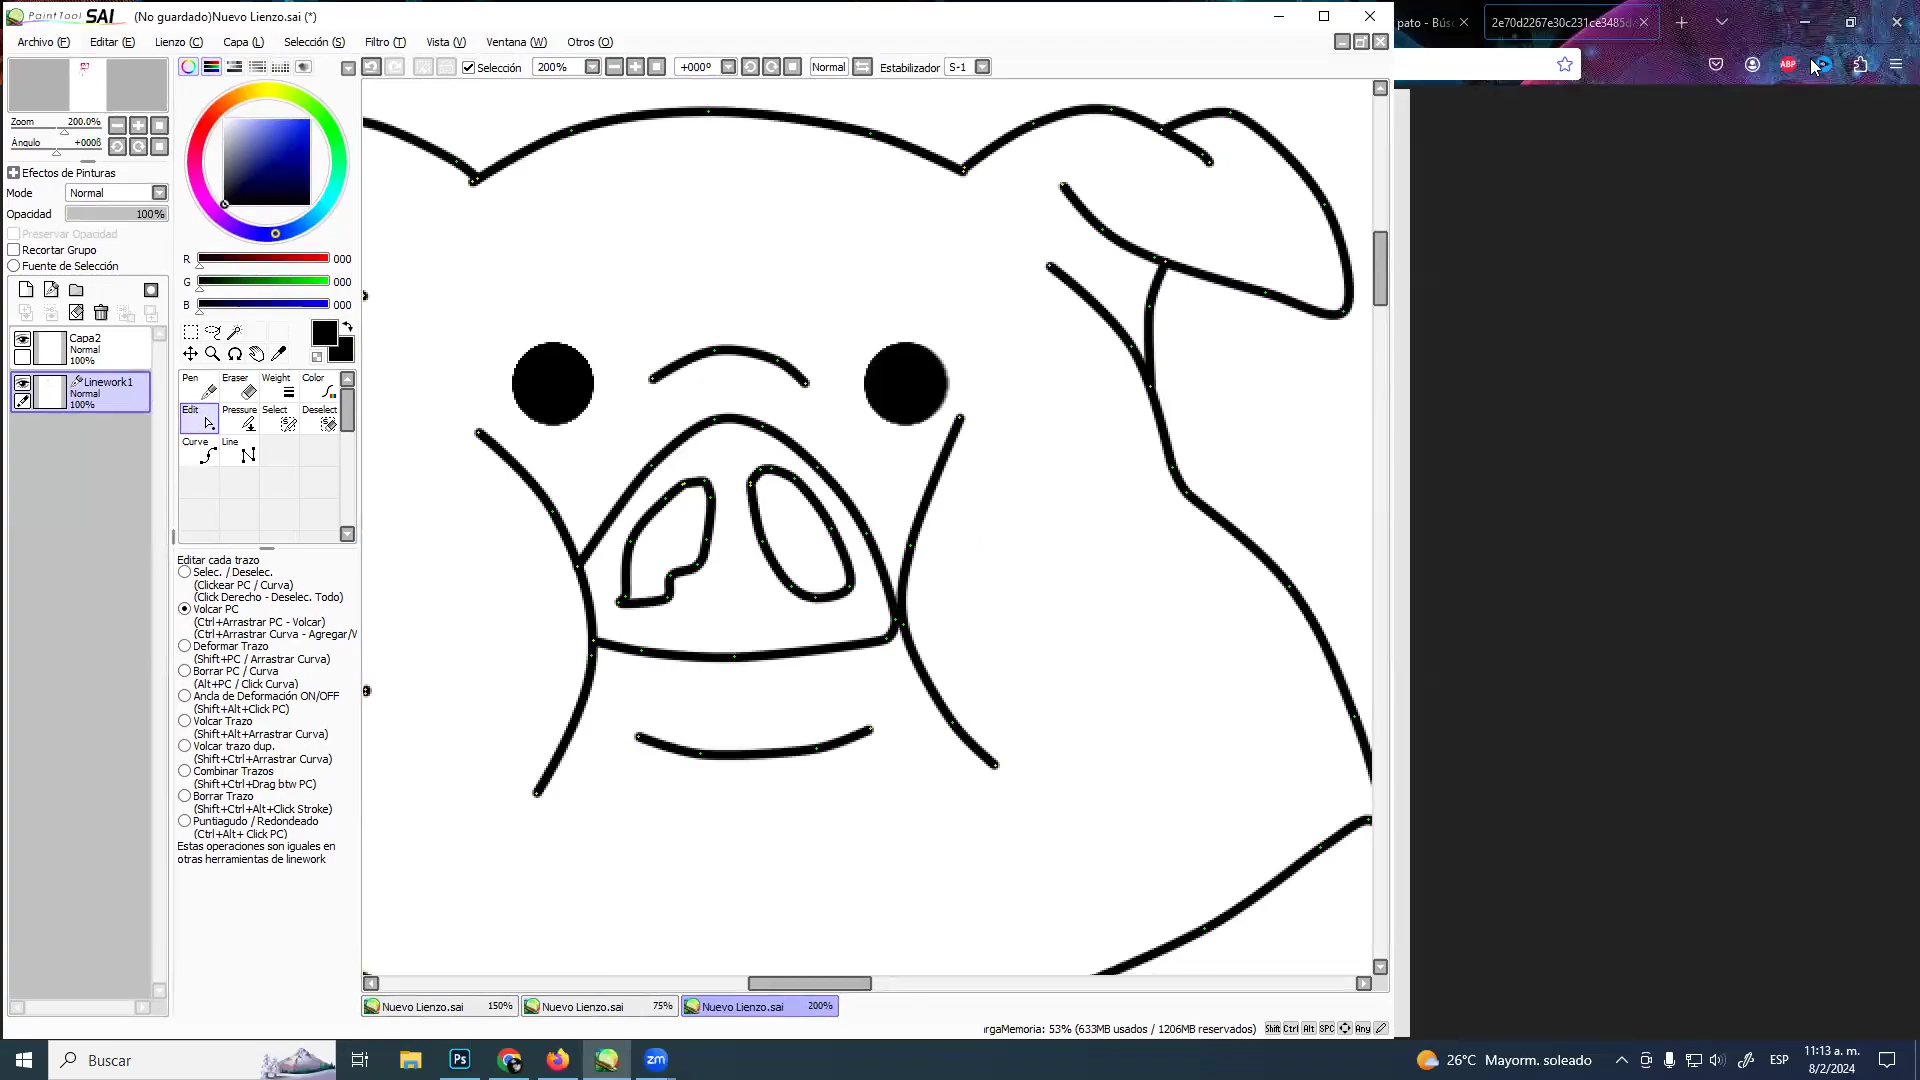 PaintTool SAI (No guardado)Nuevo Lienzo.sai (*)
pato - Bús
2e70d2267e30c231ce3485d
Archivo (F) Editar (E) Lienzo (C) Capa (L) Selección (S) Filtro (T) Vista (V) Ventana (W) Otros (O)
Selección 200% +000º Normal Estabilizador S-1
ABP
Zoom 200.0%
Ángulo +000º
Efectos de Pinturas
Mode Normal
Opacidad 100%
Preservar Opacidad
Recortar Grupo
Fuente de Selección
Capa2
Normal
100%
Linework1
Normal
100%
R 000
G 000
B 000
Pen Eraser Weight Color
Edit Pressure Select Deselect
Curve Line
Editar cada trazo
Selec. / Deselec.
(Clickear PC / Curva)
(Click Derecho - Deselec. Todo)
Volcar PC
(Ctrl+Arrastrar PC - Volcar)
(Ctrl+Arrastrar Curva - Agregar/V
Deformar Trazo
(Shift+PC / Arrastrar Curva)
Borrar PC / Curva
(Alt+PC / Click Curva)
Ancla de Deformación ON/OFF
(Shift+Alt+Click PC)
Volcar Trazo
(Shift+Alt+Arrastrar Curva)
Volcar trazo dup.
(Shift+Ctrl+Arrastrar Curva)
Combinar Trazos
(Shift+Ctrl+Drag btw PC)
Borrar Trazo
(Shift+Ctrl+Alt+Click Stroke)
Puntiagudo / Redondeado
(Ctrl+Alt+ Click PC)
Estas operaciones son iguales en
otras herramientas de linework
Nuevo Lienzo.sai 150% Nuevo Lienzo.sai 75% Nuevo Lienzo.sai 200%
rgaMemoria: 53% (633MB usados / 1206MB reservados) Shift Ctrl Alt SPC Any
Buscar Ps zm 26°C Mayorm. soleado ESP 11:13 a. m.
8/2/2024